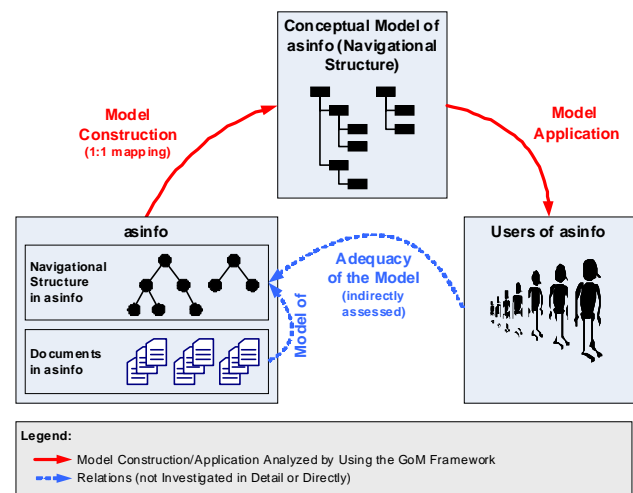 Conceptual Model of
asinfo (Navigational
Structure)
Model
Construction
(1:1 mapping)
Model
Application
asinfo
Navigational
Structure
in asinfo
Documents
in asinfo
Model of
Adequacy
of the Model
(indirectly
assessed)
Users of asinfo
Legend:
Model Construction/Application Analyzed by Using the GoM Framework
Relations (not Investigated in Detail or Directly)